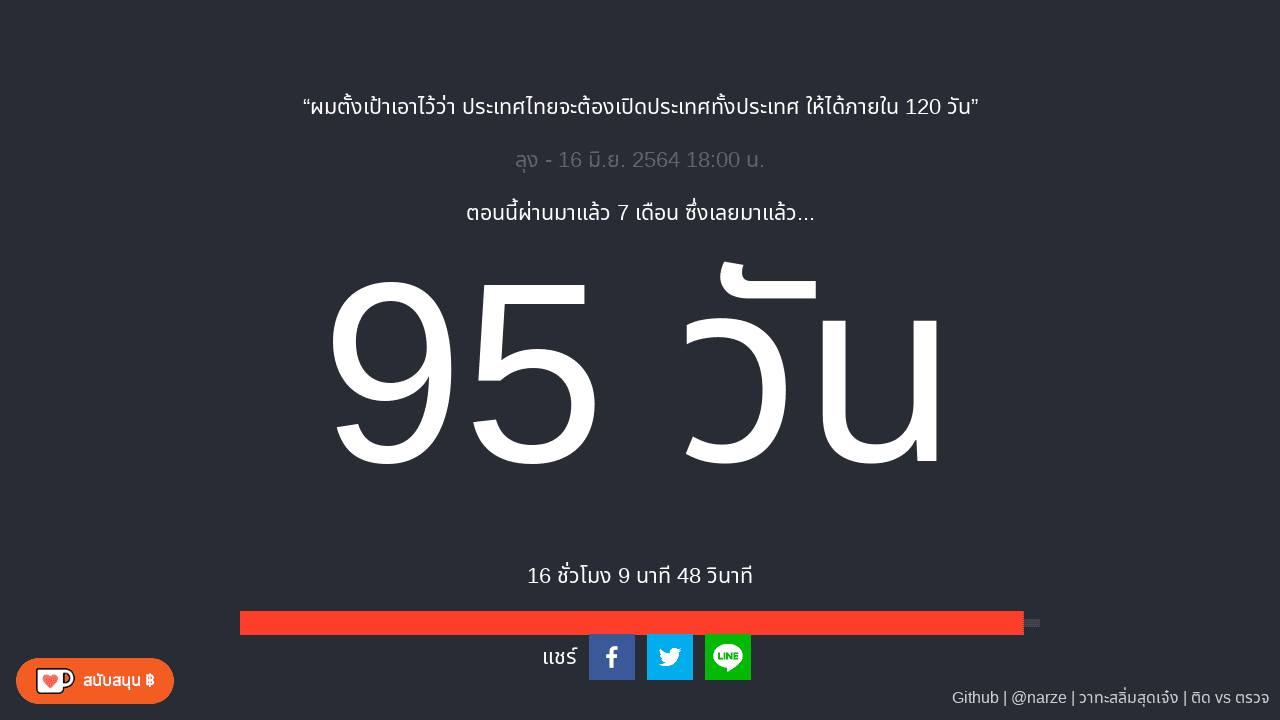 “ผมตั้งเป้าเอาไว้ว่า ประเทศไทยจะต้องเปิดประเทศทั้งประเทศ ให้ได้ภายใน 120 วัน”
ลุง - 16 มิ.ย. 2564 18:00 น.
ตอนนี้ผ่านมาแล้ว 7 เดือน ซึ่งเลยมาแล้ว...
95 วัน
16 ชั่วโมง 9 นาที 48 วินาที
แชร์
LINE
สนับสนุน ฿
Github | @narze | วาทะสลิ่มสุดเจ๋ง | ติด vs ตรวจ